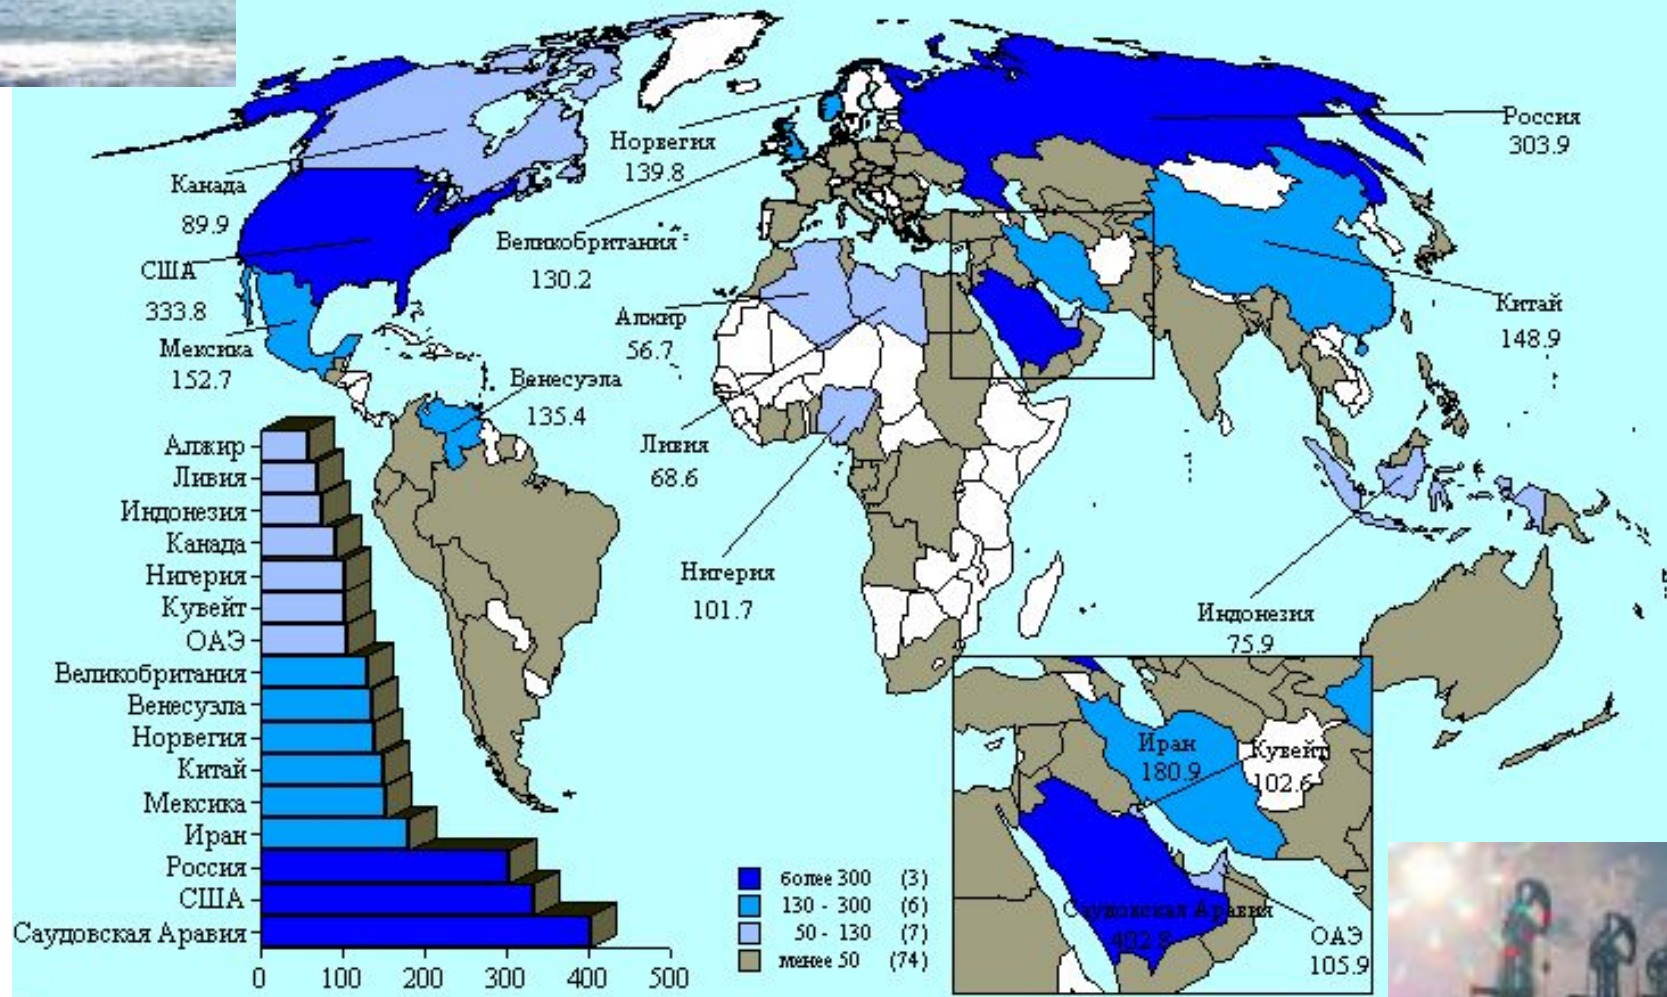 Россия
303.9
Норвегия
139.8
Канада
89.9
Великобритания
130.2
США
333.8
Алжир
56.7
Китай
148.9
Мексика
152.7
Венесуэла
135.4
Ливия
68.6
Нигерия
101.7
Индонезия
75.9
Алжир
Ливия
Индонезия
Канада
Нигерия
Кувейт
ОАЭ
Великобритания
Венесуэла
Норвегия
Китай
Мексика
Иран
Россия
США
Саудовская Аравия
0 100 200 300 400 500
более 300 (3)
130 - 300 (6)
50 - 130 (7)
менее 50 (74)
Иран
180.9
Кувейт
102.6
Саудовская Аравия
402.8
ОАЭ
105.9